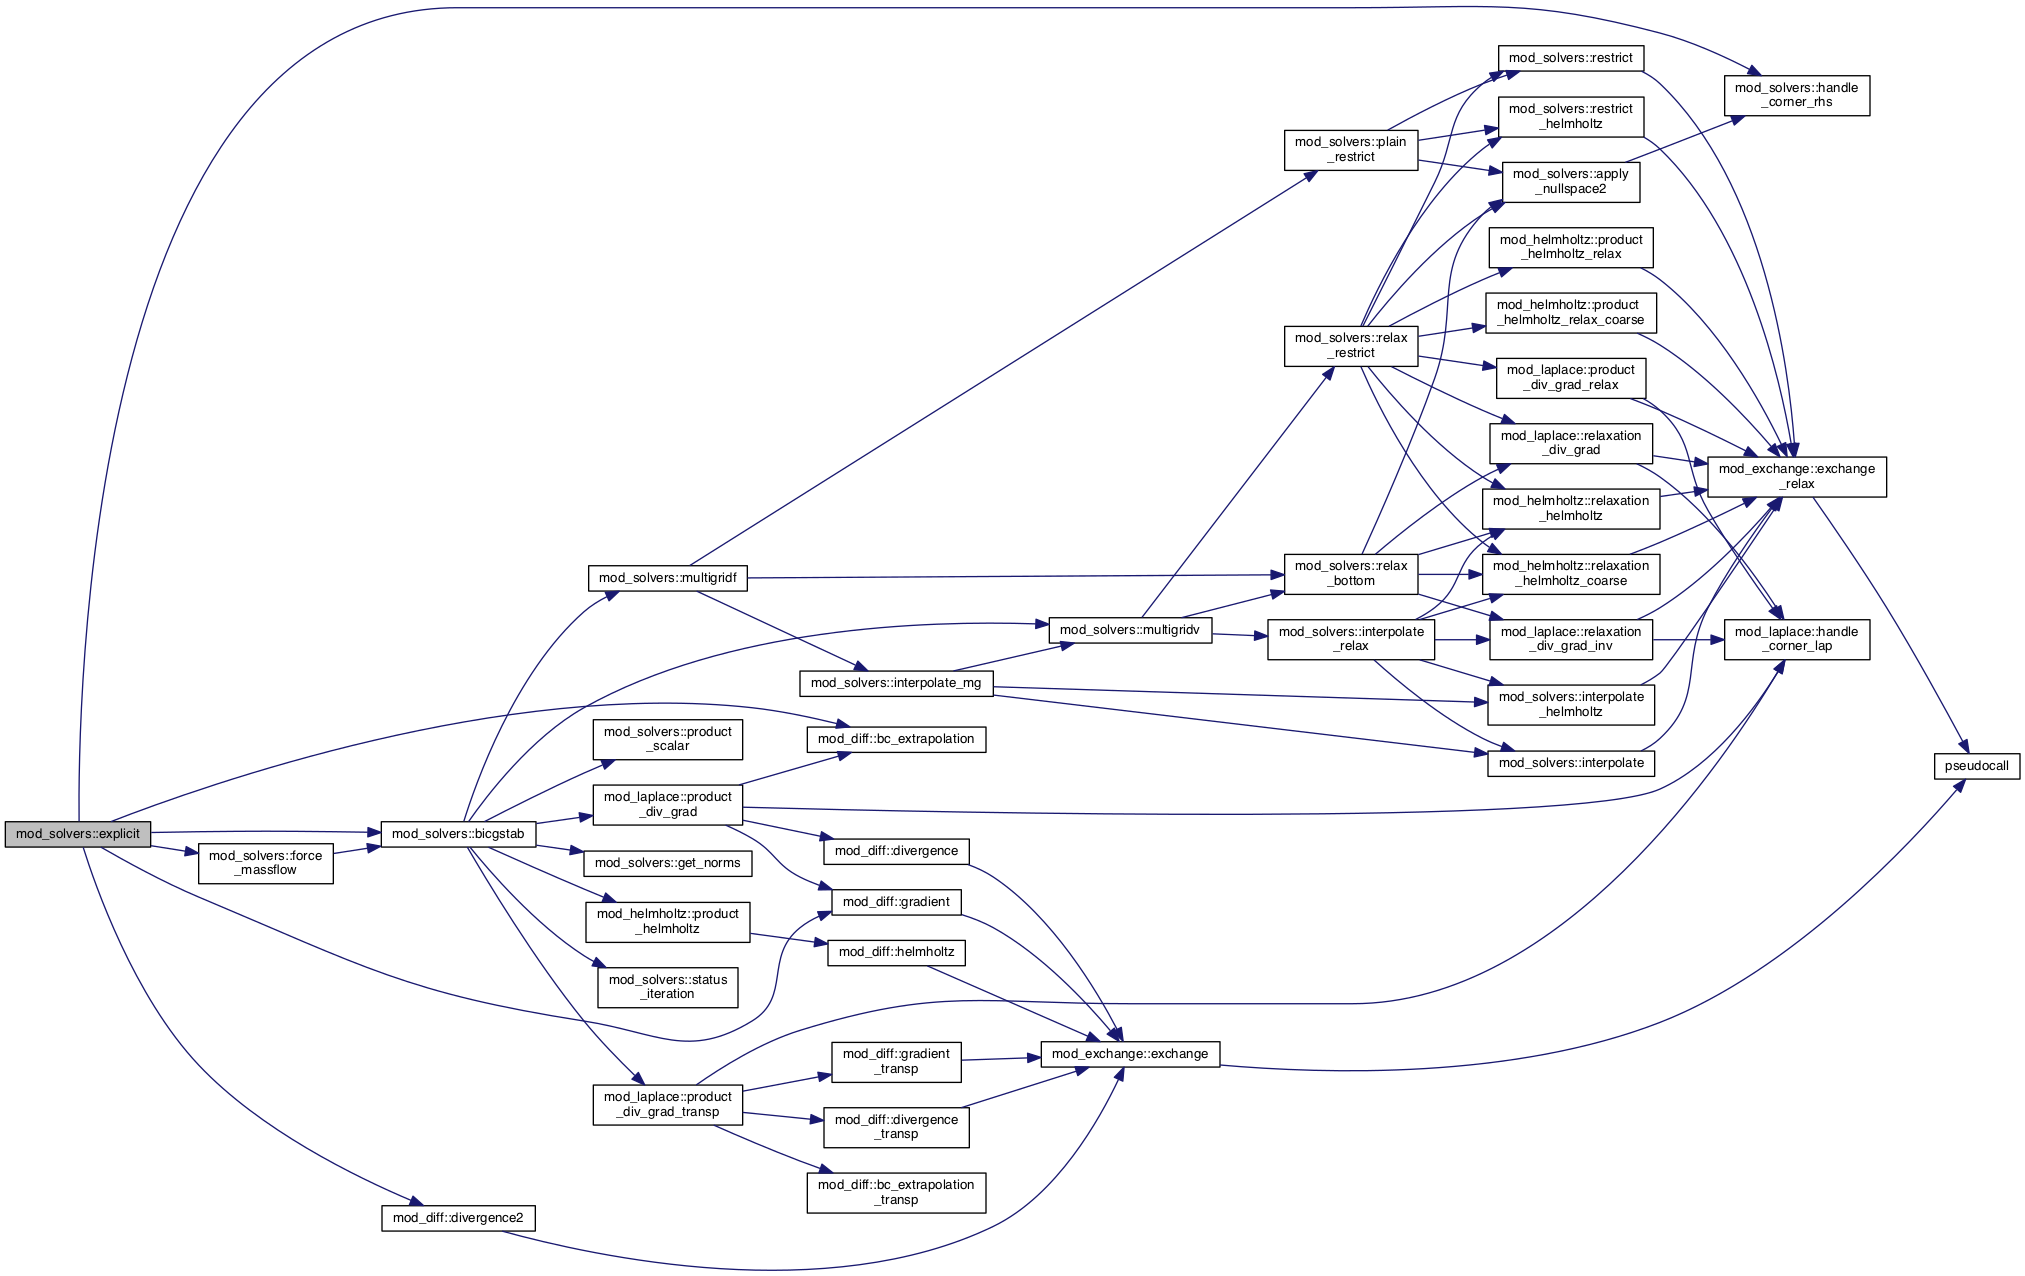 mod_solvers::explicit
mod_solvers::force
_massflow
mod_solvers::bicgstab
mod_diff::divergence2
mod_solvers::multigridf
mod_solvers::product
_scalar
mod_laplace::product
_div_grad
mod_solvers::get_norms
mod_helmholtz::product
_helmholtz
mod_solvers::status
_iteration
mod_laplace::product
_div_grad_transp
mod_solvers::interpolate_mg
mod_diff::bc_extrapolation
mod_diff::divergence
mod_diff::gradient
mod_diff::helmholtz
mod_diff::gradient
_transp
mod_diff::divergence
_transp
mod_diff::bc_extrapolation
_transp
mod_solvers::multigridv
mod_exchange::exchange
mod_solvers::plain
_restrict
mod_solvers::relax
_restrict
mod_solvers::relax
_bottom
mod_solvers::interpolate
_relax
mod_solvers::restrict
mod_solvers::restrict
_helmholtz
mod_solvers::apply
_nullspace2
mod_helmholtz::product
_helmholtz_relax
mod_helmholtz::product
_helmholtz_relax_coarse
mod_laplace::product
_div_grad_relax
mod_laplace::relaxation
_div_grad
mod_helmholtz::relaxation
_helmholtz
mod_helmholtz::relaxation
_helmholtz_coarse
mod_laplace::relaxation
_div_grad_inv
mod_solvers::interpolate
_helmholtz
mod_solvers::interpolate
mod_solvers::handle
_corner_rhs
mod_exchange::exchange
_relax
mod_laplace::handle
_corner_lap
pseudocall